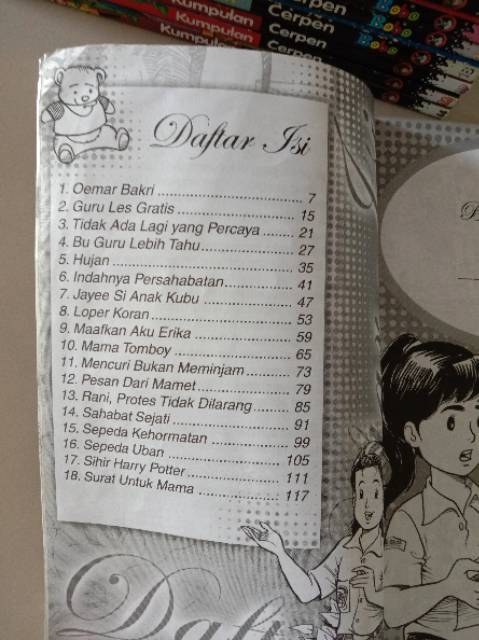 Kumpulan Cerpen
Kumpulan Cerpen Bobo
Kumpulan Cerpen
Daftar Isi
1. Oemar Bakri ........................................ 7
2. Guru Les Gratis ................................ 15
3. Tidak Ada Lagi yang Percaya ....... 21
4. Bu Guru Lebih Tahu........................ 27
5. Hujan ................................................ 35
6. Indahnya Persahabatan.................. 41
7. Jayee Si Anak Kubu ....................... 47
8. Loper Koran..................................... 53
9. Maafkan Aku Erika ......................... 59
10. Mama Tomboy ............................... 65
11. Mencuri Bukan Meminjam............. 73
12. Pesan Dari Mamet......................... 79
13. Rani, Protes Tidak Dilarang......... 85
14. Sahabat Sejati ............................... 91
15. Sepeda Kehormatan ..................... 99
16. Sepeda Uban ................................ 105
17. Sihir Harry Potter.......................... 111
18. Surat Untuk Mama ....................... 117
Daft